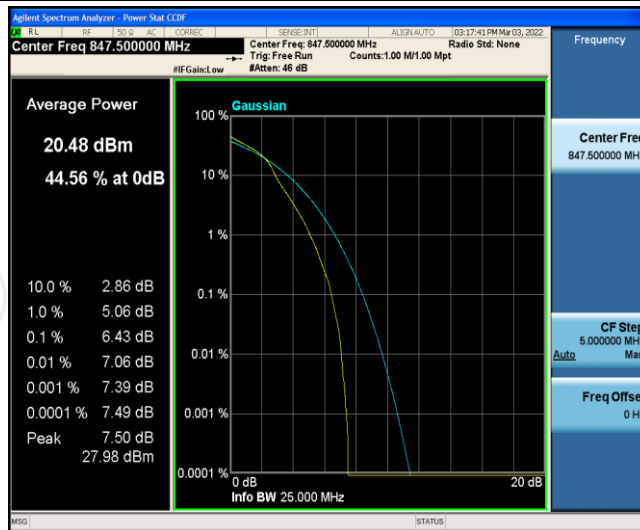 Agilent Spectrum Analyzer - Power Stat CCDF
RL RF 50 Ω AC CORREC SENSE:INT ALIGN AUTO 03:17:41 PM Mar 03, 2022
Center Freq 847.500000 MHz
Center Freq: 847.500000 MHz Radio Std: None
Trig: Free Run Counts:1.00 M/1.00 Mpt
#IFGain:Low #Atten: 46 dB
Frequency
Average Power
20.48 dBm
44.56 % at 0dB
10.0 % 2.86 dB
1.0 % 5.06 dB
0.1 % 6.43 dB
0.01 % 7.06 dB
0.001 % 7.39 dB
0.0001 % 7.49 dB
Peak 7.50 dB
27.98 dBm
Gaussian
100 %
10 %
1 %
0.1 %
0.01 %
0.001 %
0.0001 %
0 dB 20 dB
Info BW 25.000 MHz
Center Fre
847.500000 MH
CF Ste
5.000000 MH
Auto Ma
Freq Offse
0 H
MSG STATUS